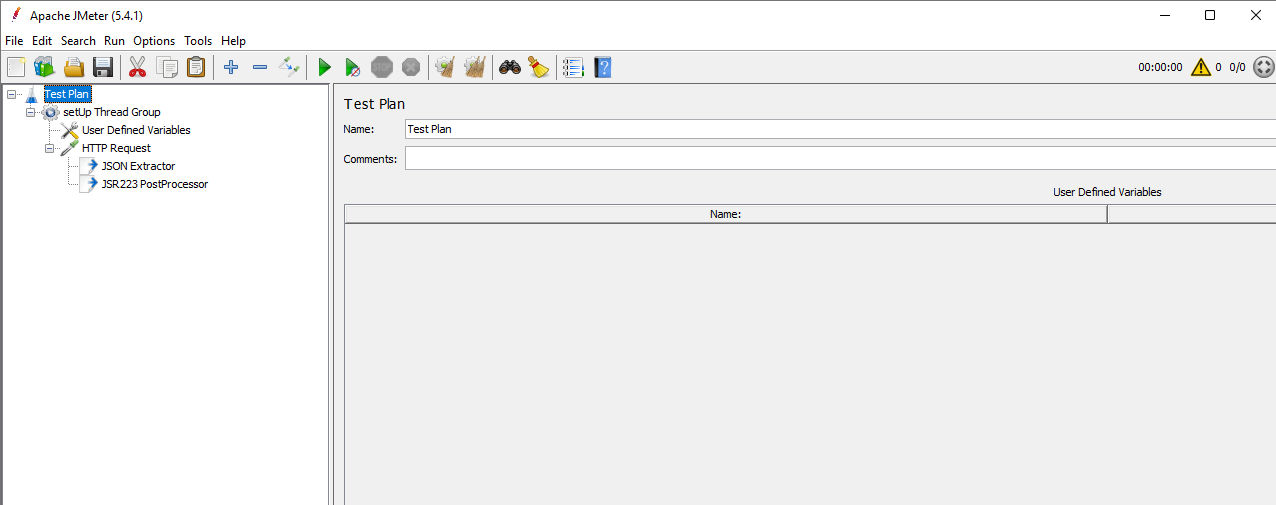 Apache JMeter (5.4.1)
File Edit Search Run Options Tools Help
STOP 00:00:00 0 0/0
Test Plan
setUp Thread Group
User Defined Variables
HTTP Request
JSON Extractor
JSR223 PostProcessor
Test Plan
Name: Test Plan
Comments:
User Defined Variables
Name: